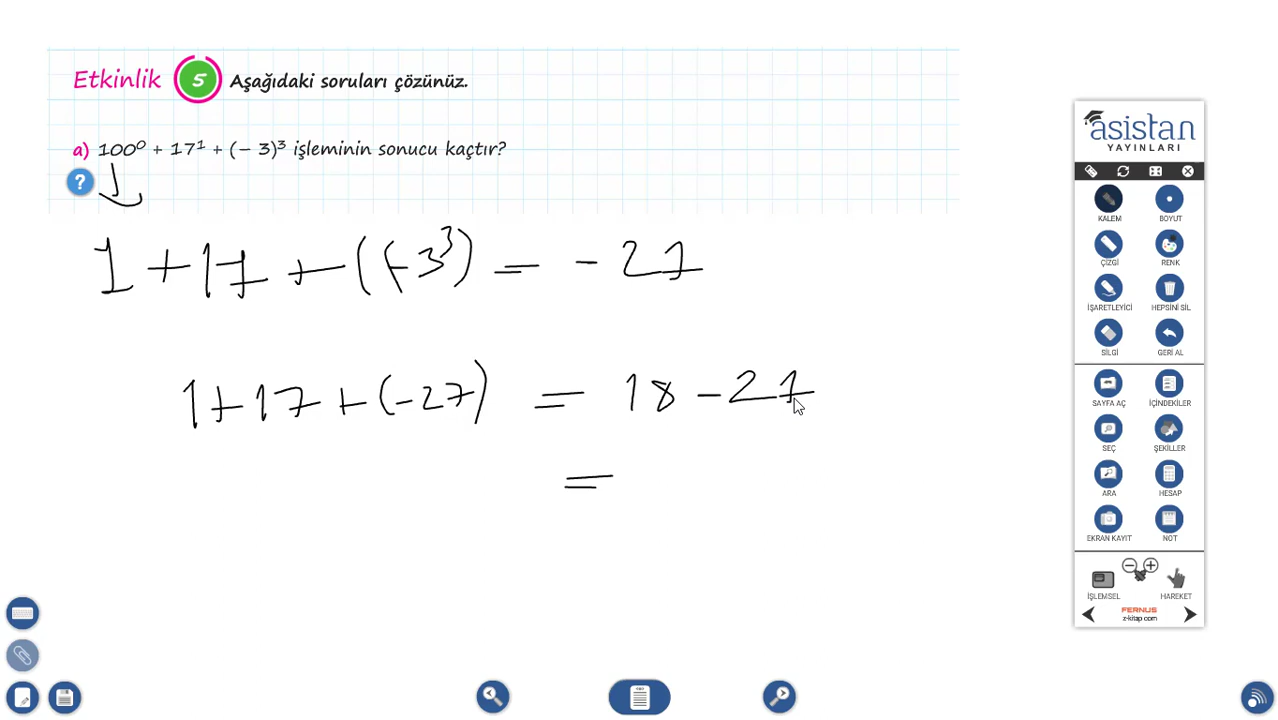 Etkinlik 5 Aşağıdaki soruları çözünüz.
a) 100⁰ + 17¹ + (– 3)³ işleminin sonucu kaçtır?
?
1 + 17 + (-3³) = - 27
1 + 17 + (-27) = 18 - 27
=
asistan
YAYINLARI
KALEM BOYUT
ÇİZGİ RENK
İŞARETLEYİCİ HEPSİNİ SİL
SİLGİ GERİ AL
SAYFA AÇ İÇİNDEKİLER
SEÇ ŞEKİLLER
ARA HESAP
EKRAN KAYIT NOT
İŞLEMSEL HAREKET
FERNUS
z-kitap.com